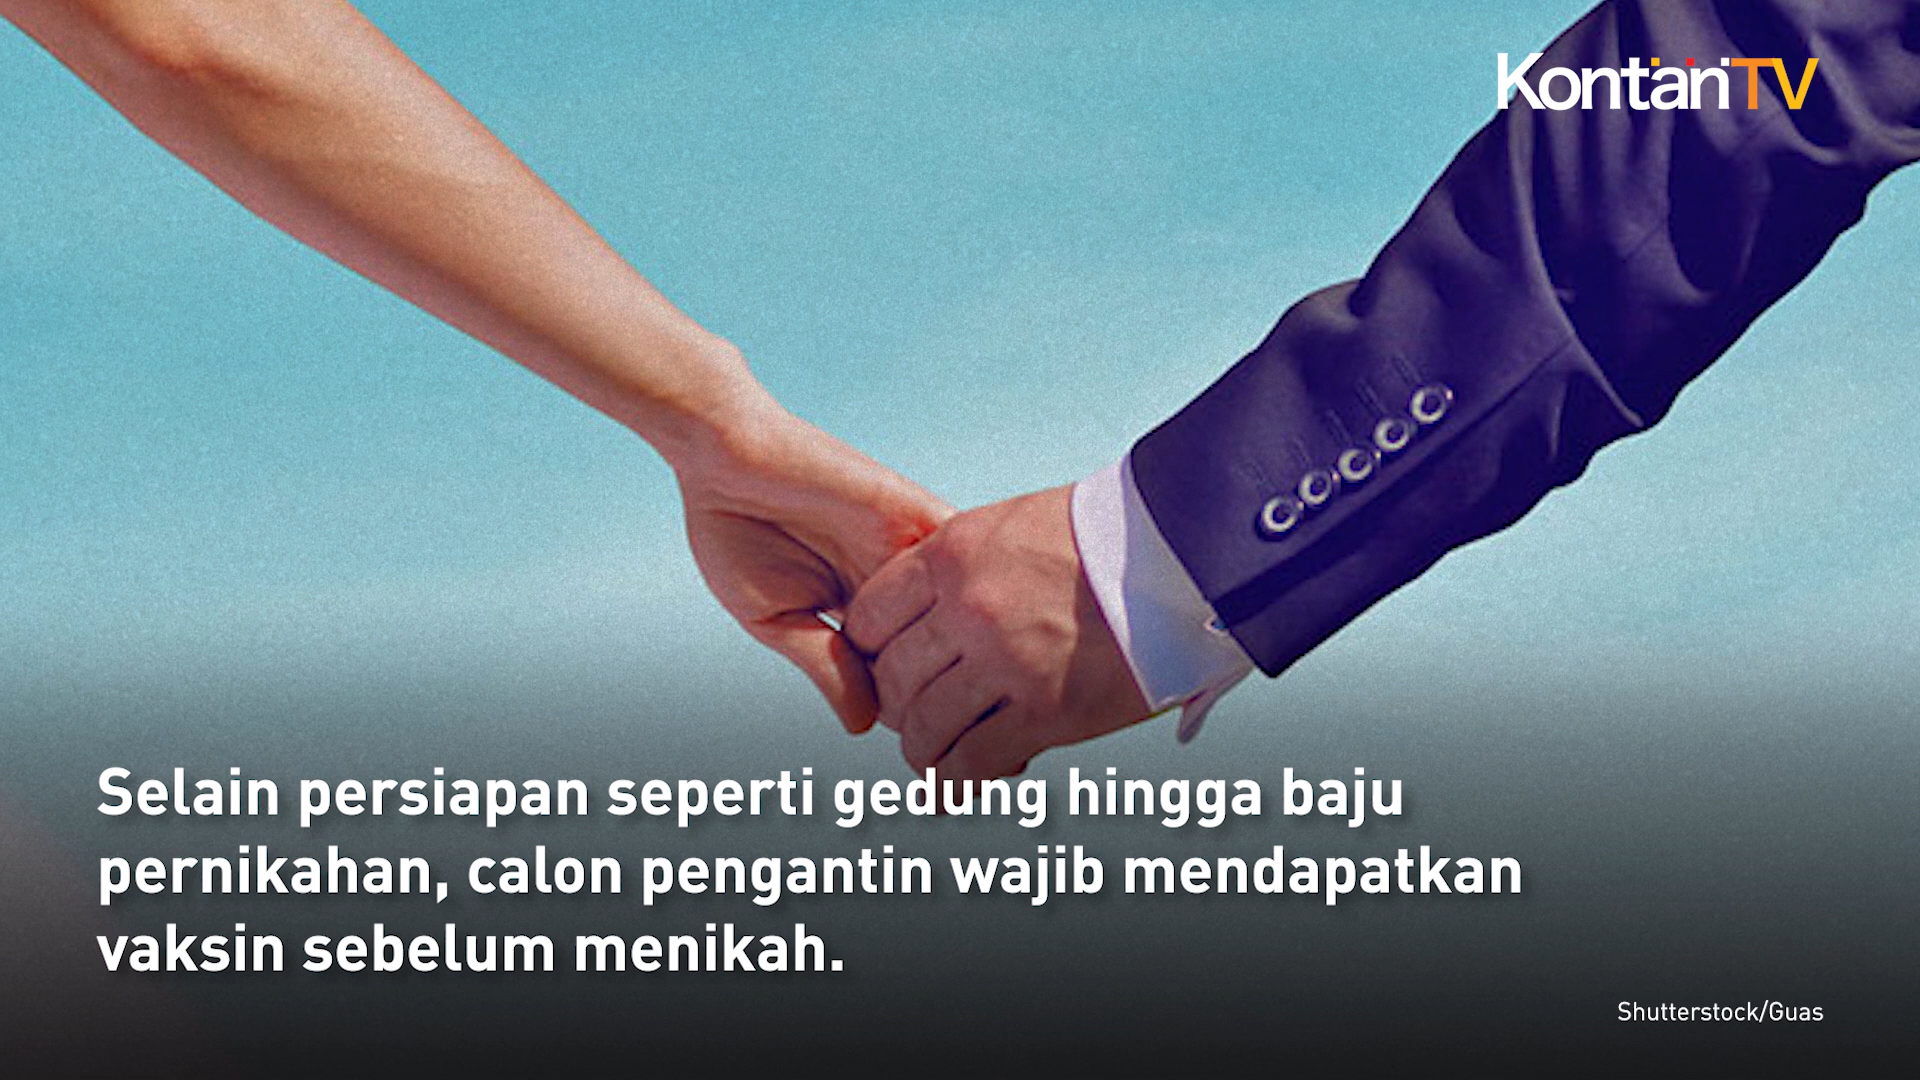 KontanTV
Selain persiapan seperti gedung hingga baju
pernikahan, calon pengantin wajib mendapatkan
vaksin sebelum menikah.
Shutterstock/Guas